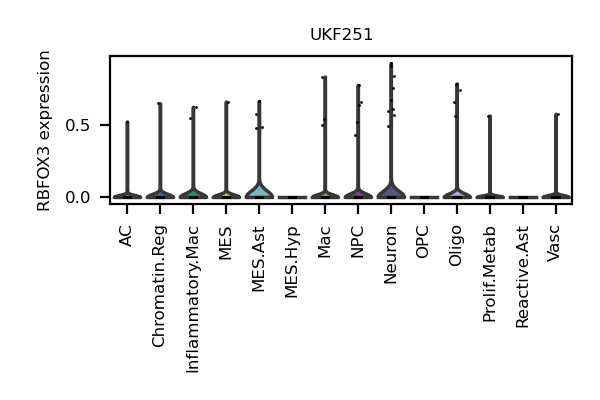 UKF251
RBFOX3 expression
0.5
0.0
AC
Chromatin.Reg
Inflammatory.Mac
MES
MES.Ast
MES.Hyp
Mac
NPC
Neuron
OPC
Oligo
Prolif.Metab
Reactive.Ast
Vasc